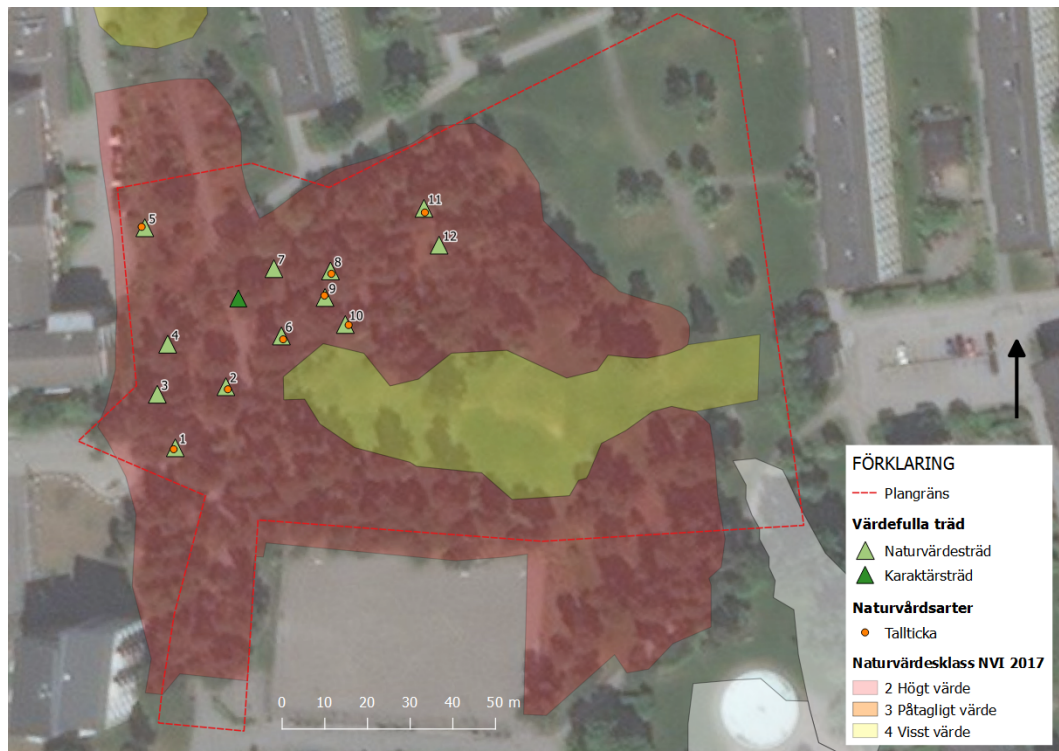 11
5
12
7
8
9
10
6
4
3
2
1
FÖRKLARING
Plangräns
Värdefulla träd
Naturvärdesträd
Karaktärsträd
Naturvårdsarter
Tallticka
Naturvärdesklass NVI 2017
2 Högt värde
3 Påtagligt värde
4 Visst värde
0 10 20 30 40 50 m